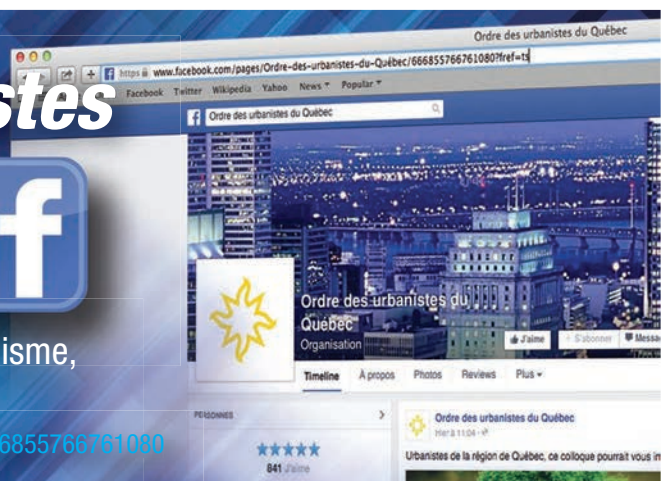 Ordre des urbanistes du Québec
https www.facebook.com/pages/Ordre-des-urbanistes-du-Québec/666855766761080?fref=ts
Facebook Twitter Wikipedia Yahoo News Popular
stes
f Ordre des urbanistes du Québec
f
Ordre des urbanistes du
Québec
Organisation
J'aime + S'abonner Messa
isme,
Timeline À propos Photos Reviews Plus
PERSONNES >
Ordre des urbanistes du Québec
Hier à 11:04
6855766761080
841 J'aime
Urbanistes de la région de Québec, ce colloque pourrait vous in